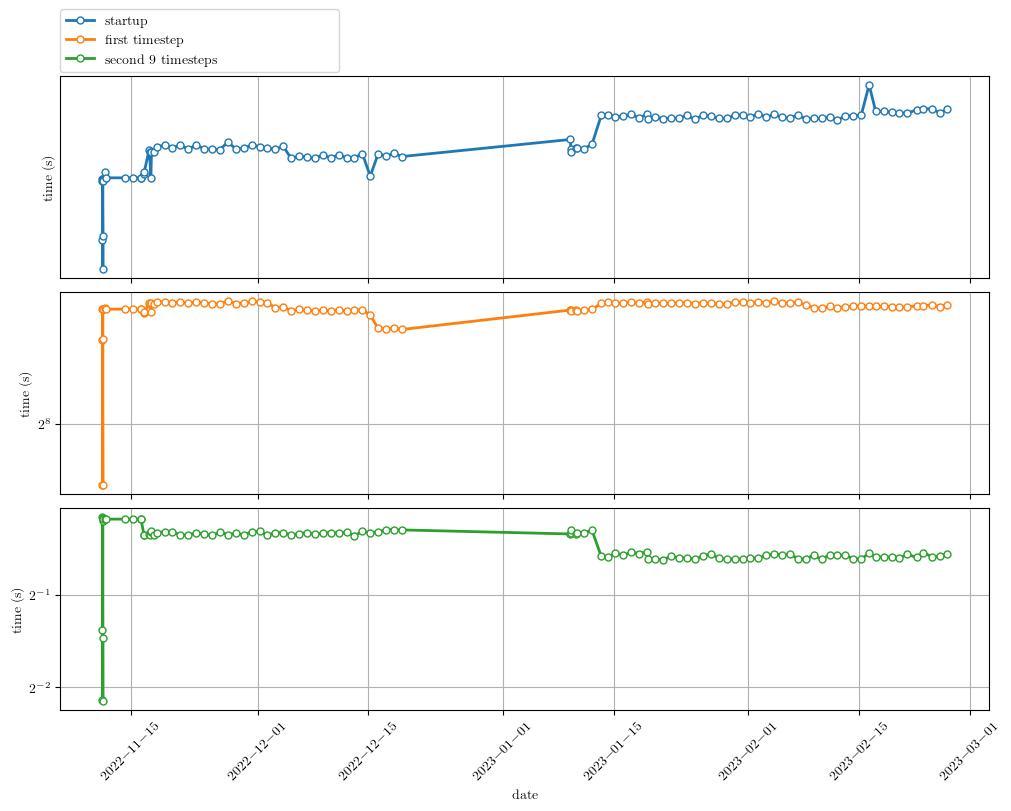 startup
first timestep
second 9 timesteps
time (s)
time (s)
2^8
time (s)
2^−1
2^−2
2022−11−15
2022−12−01
2022−12−15
2023−01−01
2023−01−15
2023−02−01
2023−02−15
2023−03−01
date